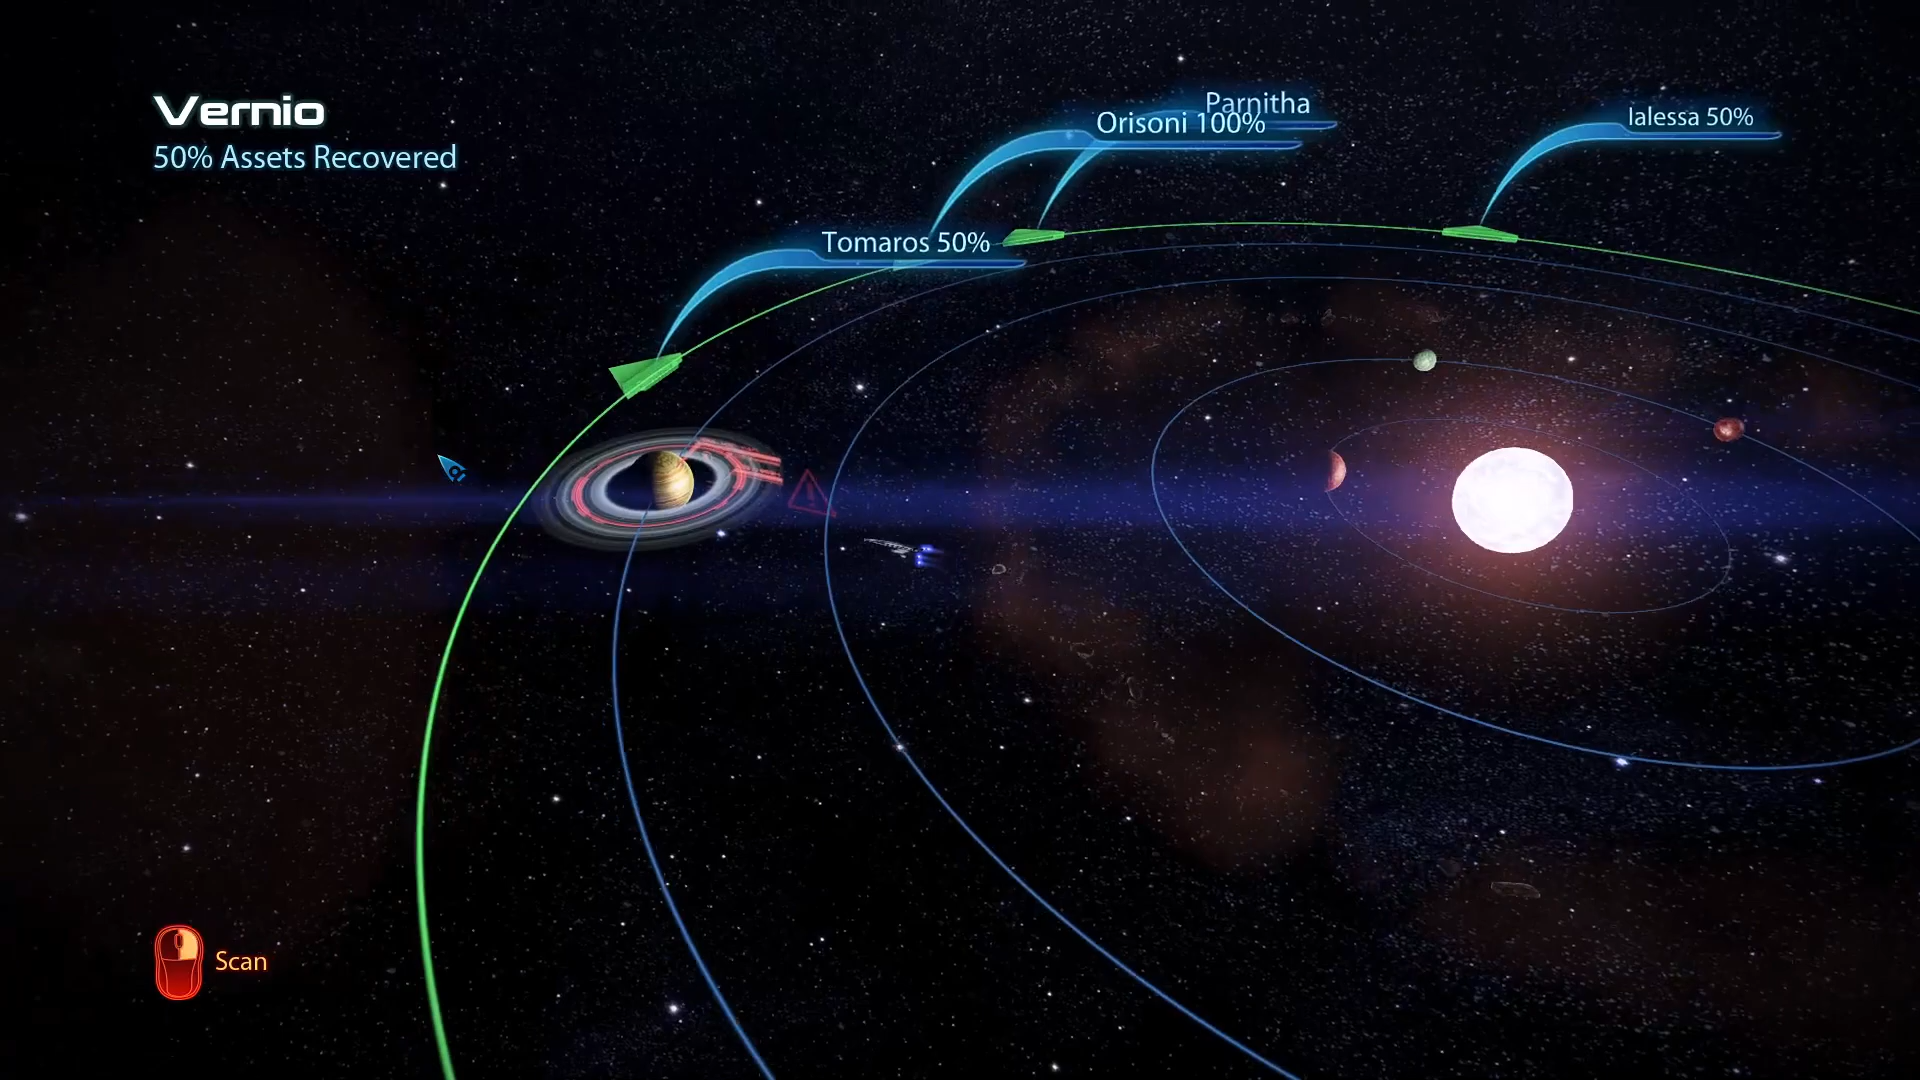 Vernio
50% Assets Recovered
Parnitha
Orisoni 100%
Ialessa 50%
Tomaros 50%
Scan